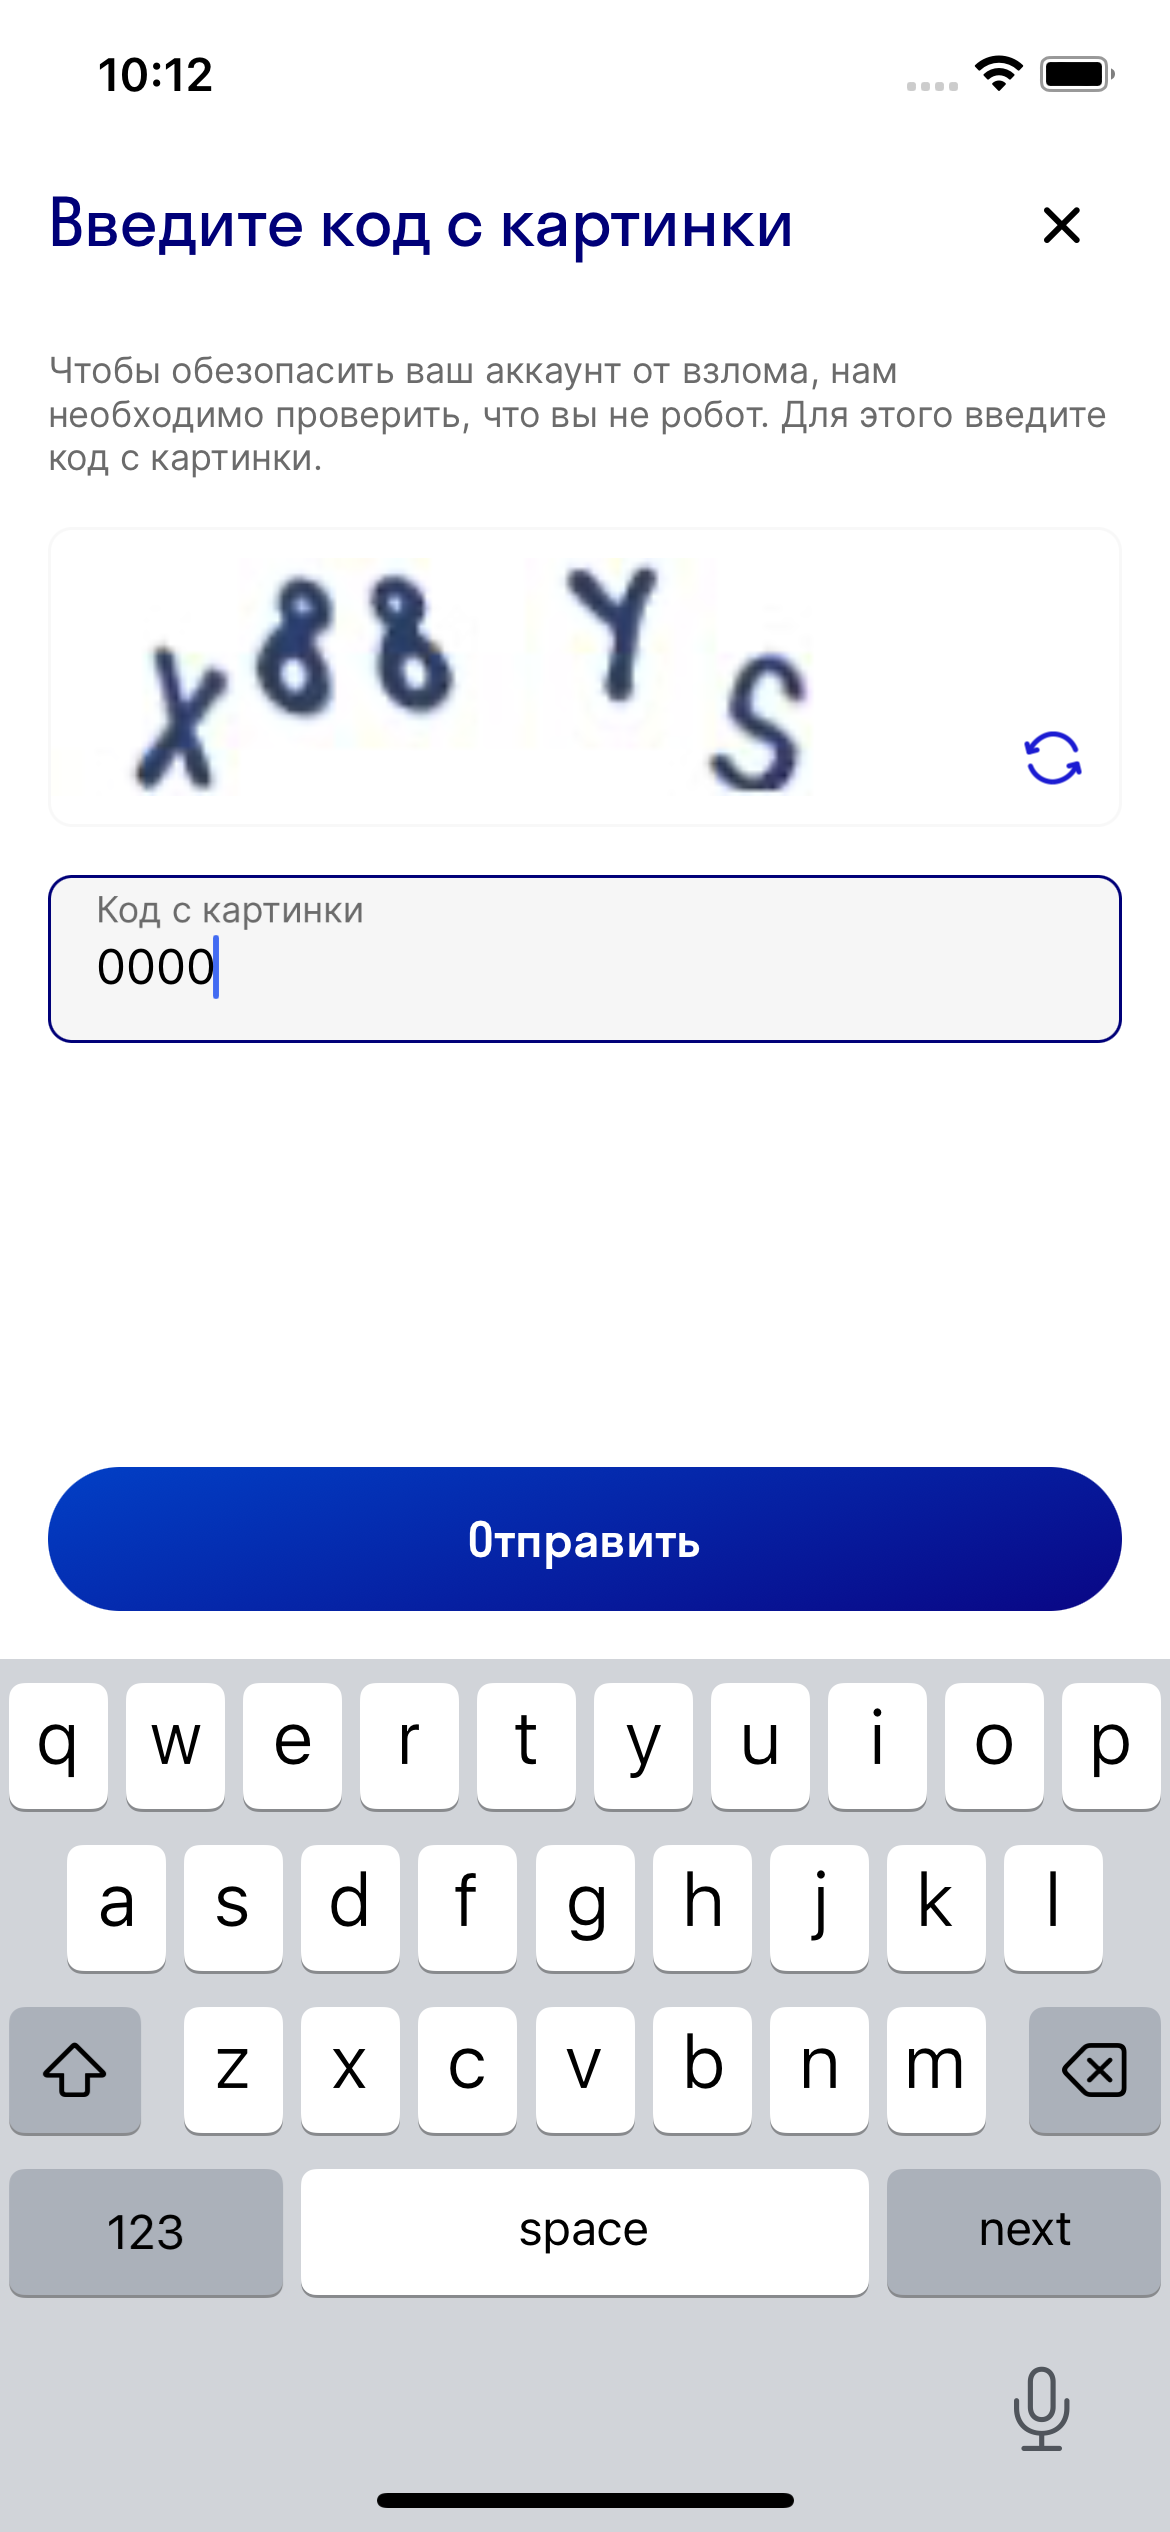 10:12
Введите код с картинки
Чтобы обезопасить ваш аккаунт от взлома, нам
необходимо проверить, что вы не робот. Для этого введите
код с картинки.
X88 YS
Код с картинки
0000
Отправить
q w e r t y u i o p
a s d f g h j k l
z x c v b n m
123 space next